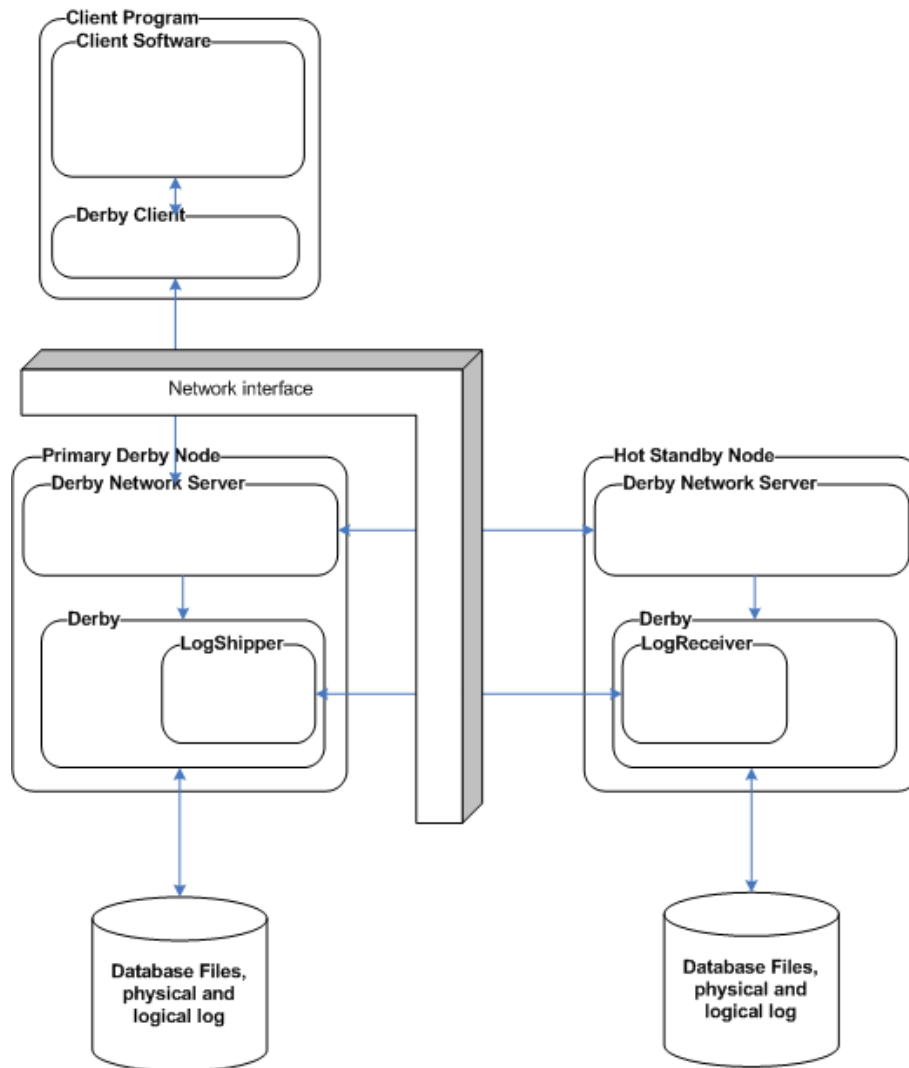 Client Program
Client Software
Derby Client
Network interface
Primary Derby Node
Derby Network Server
Derby
LogShipper
Hot Standby Node
Derby Network Server
Derby
LogReceiver
Database Files,
physical and
logical log
Database Files,
physical and
logical log